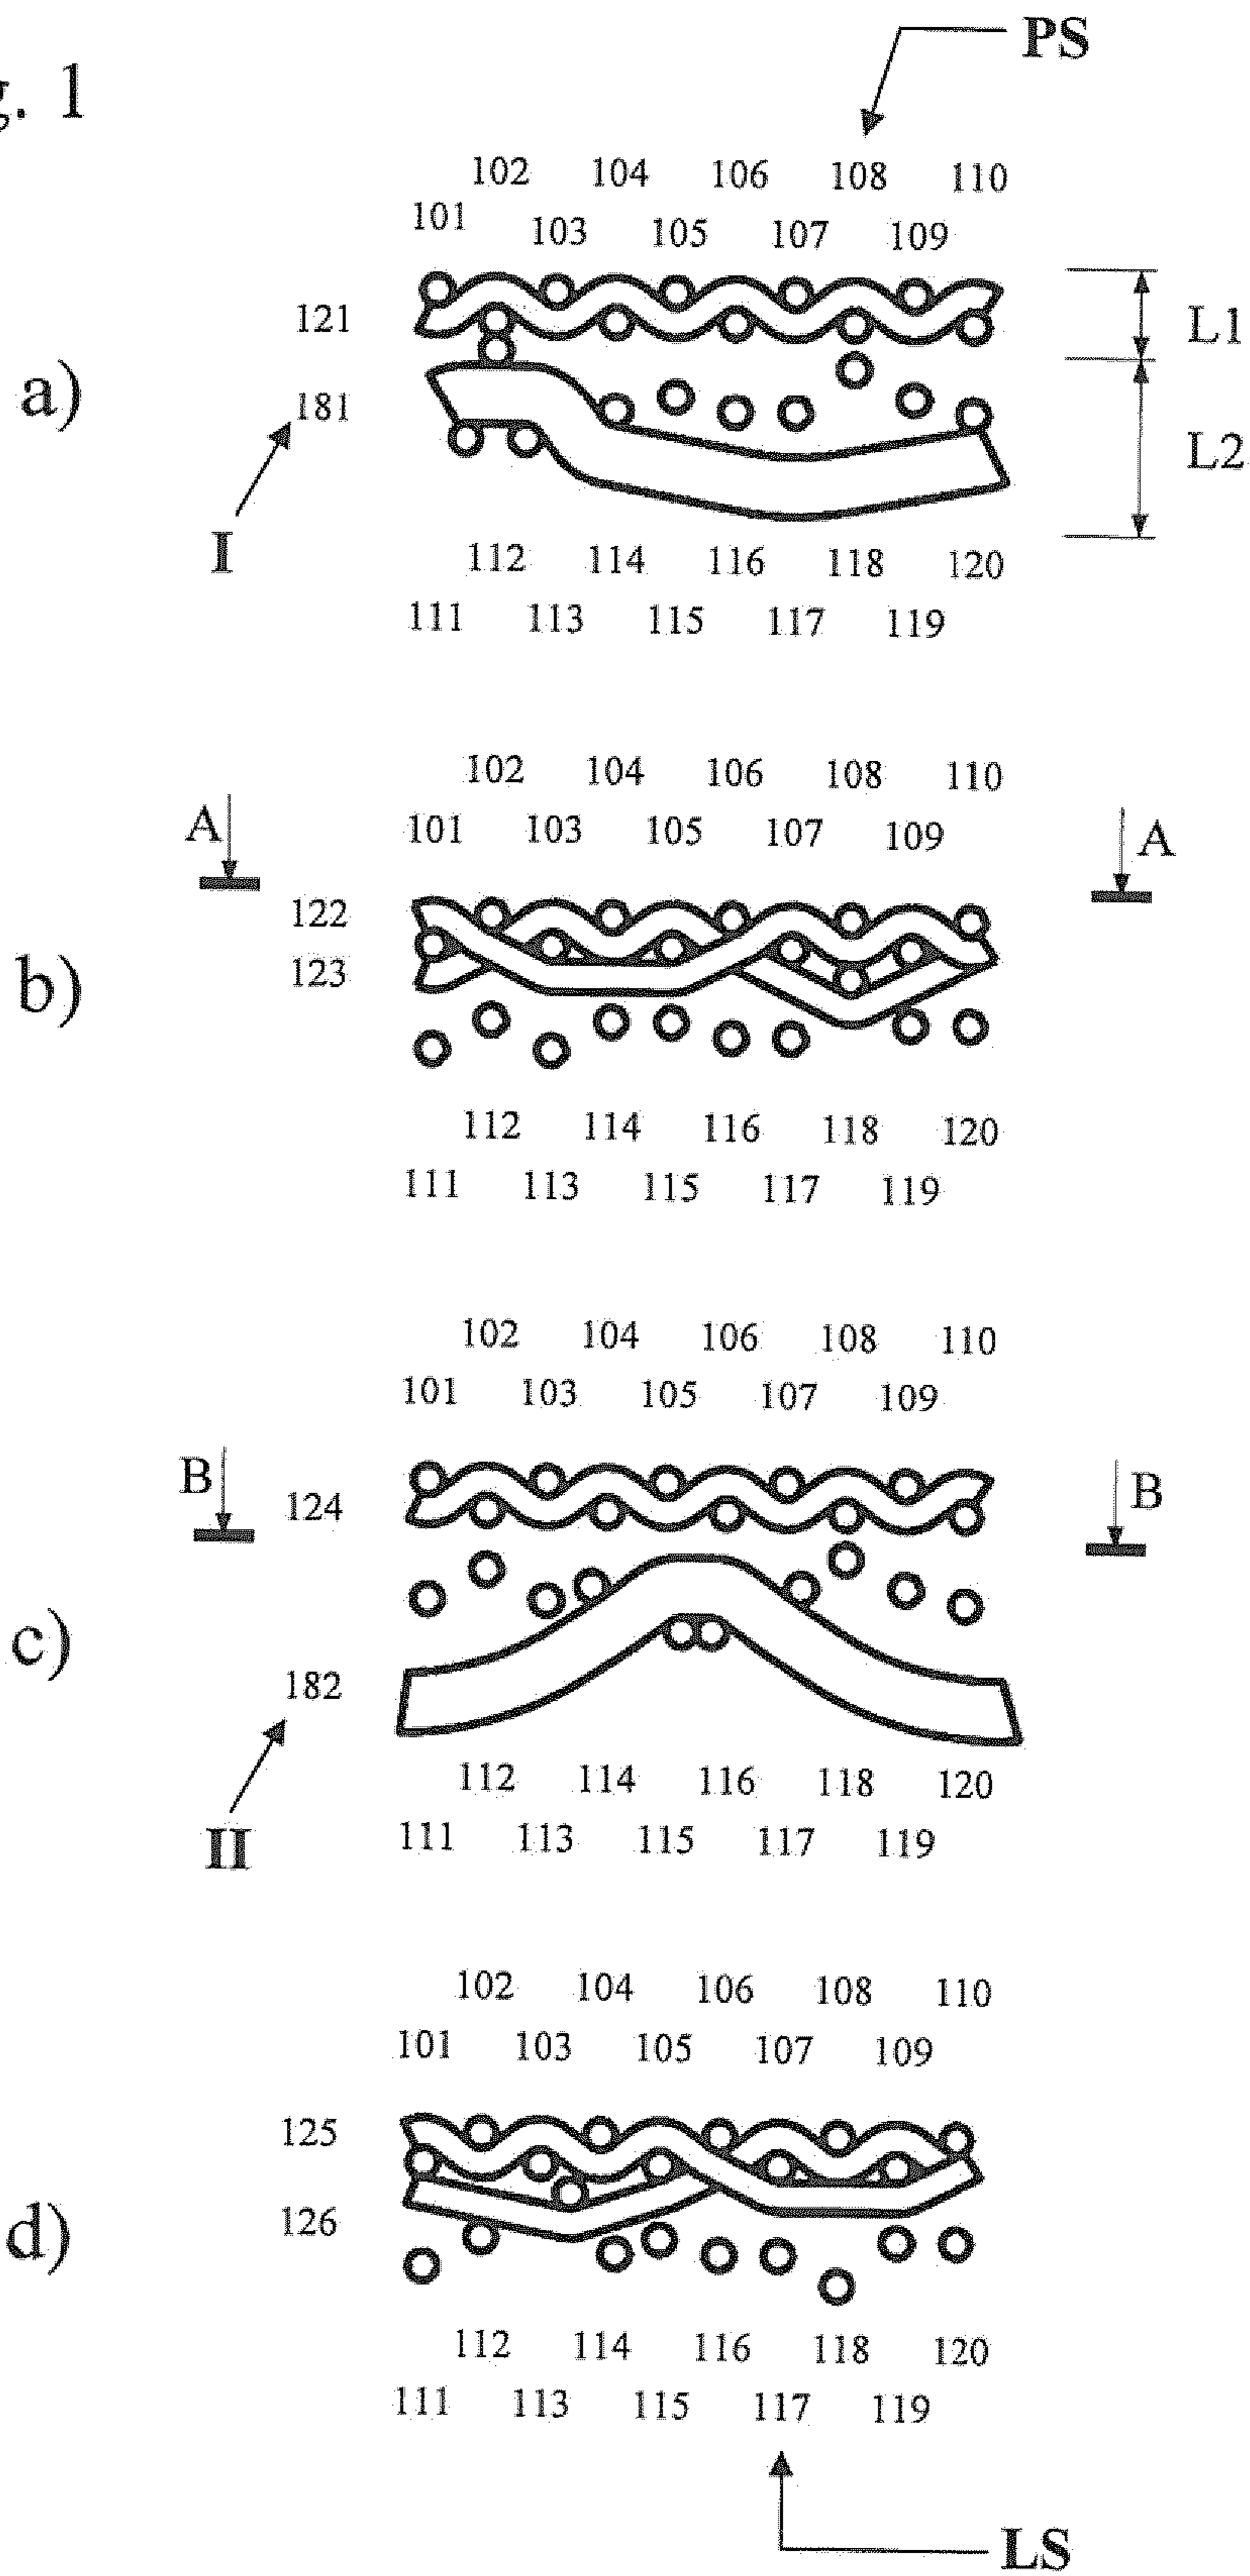 PS
g. 1
102 104 106 108 110
101 103 105 107 109
121
L1
a)
181
L2
I
112 114 116 118 120
111 113 115 117 119
102 104 106 108 110
A A
101 103 105 107 109
122
b)
123
112 114 116 118 120
111 113 115 117 119
102 104 106 108 110
101 103 105 107 109
B B
124
c)
182
112 114 116 118 120
II
111 113 115 117 119
102 104 106 108 110
101 103 105 107 109
125
d)
126
112 114 116 118 120
111 113 115 117 119
LS